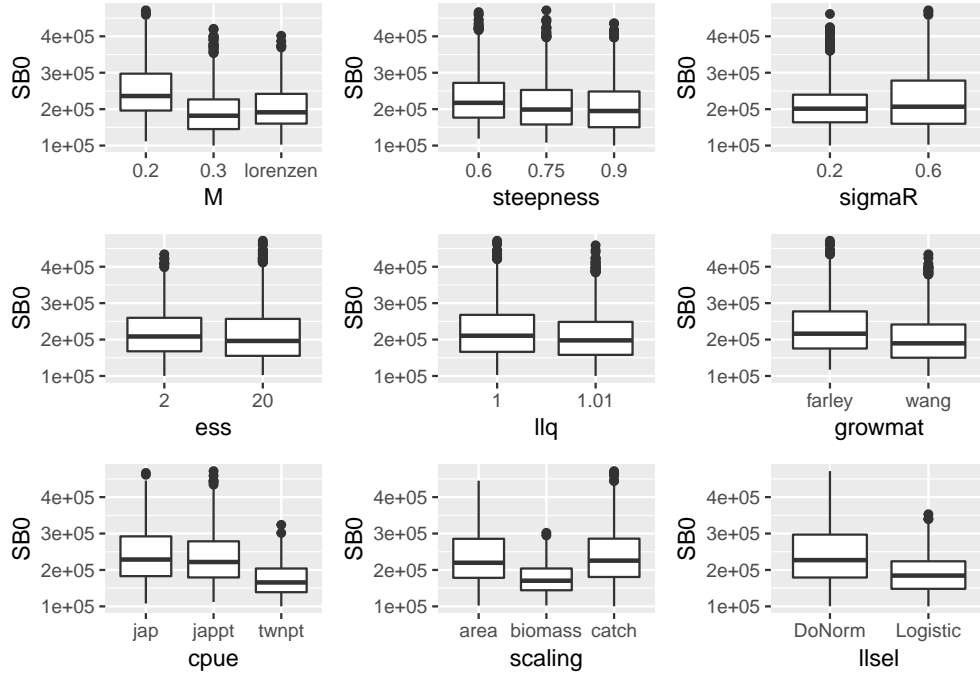 SB0
4e+05
3e+05
2e+05
1e+05
0.2 0.3 lorenzen
M
SB0
4e+05
3e+05
2e+05
1e+05
0.6 0.75 0.9
steepness
SB0
4e+05
3e+05
2e+05
1e+05
0.2 0.6
sigmaR
SB0
4e+05
3e+05
2e+05
1e+05
2 20
ess
SB0
4e+05
3e+05
2e+05
1e+05
1 1.01
llq
SB0
4e+05
3e+05
2e+05
1e+05
farley wang
growmat
SB0
4e+05
3e+05
2e+05
1e+05
jap jappt twnpt
cpue
SB0
4e+05
3e+05
2e+05
1e+05
area biomass catch
scaling
SB0
4e+05
3e+05
2e+05
1e+05
DoNorm Logistic
llsel